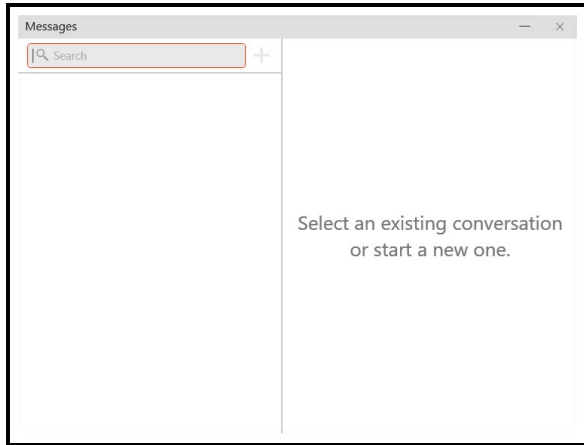 Messages
Search
Select an existing conversation
or start a new one.